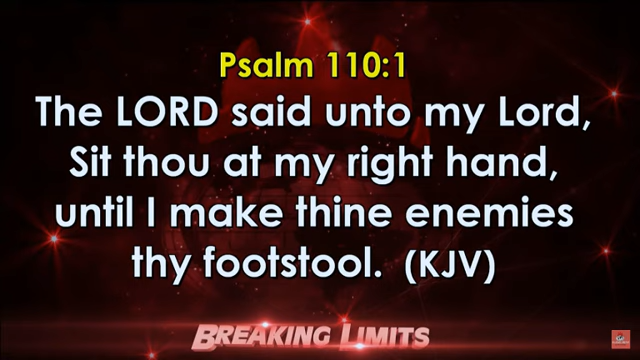 Psalm 110:1
The LORD said unto my Lord,
Sit thou at my right hand,
until I make thine enemies
thy footstool. (KJV)
BREAKING LIMITS